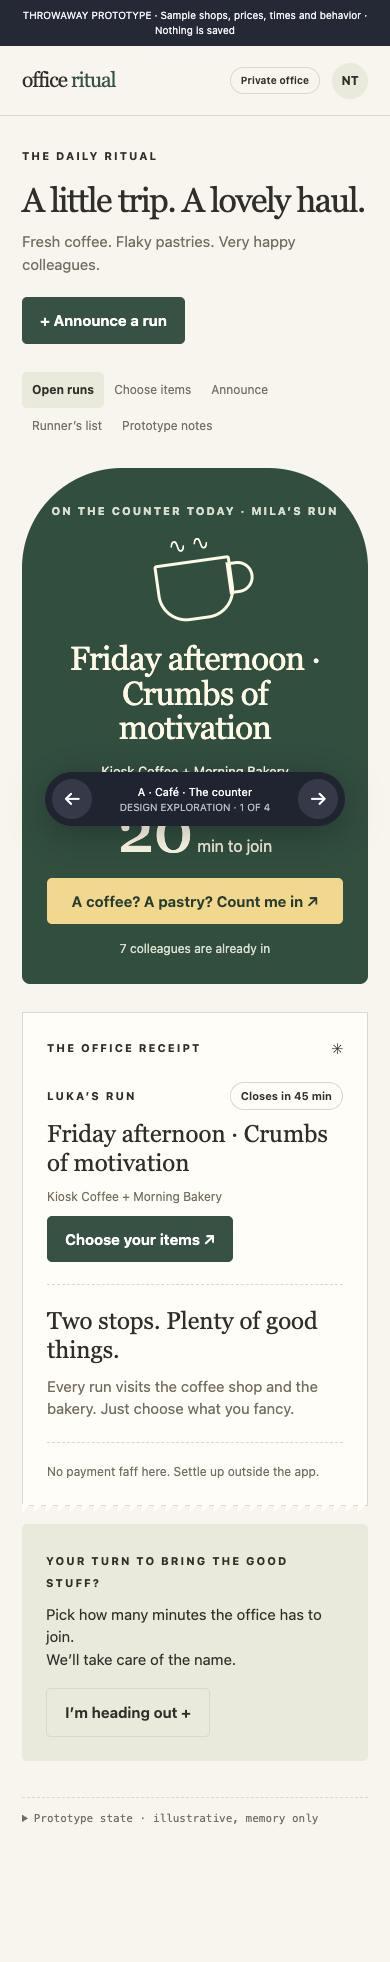 THROWAWAY PROTOTYPE · Sample shops, prices, times and behavior ·
Nothing is saved
office ritual
Private office
NT
THE DAILY RITUAL
A little trip. A lovely haul.
Fresh coffee. Flaky pastries. Very happy
colleagues.
+ Announce a run
Open runs
Choose items
Announce
Runner's list
Prototype notes
ON THE COUNTER TODAY · MILA'S RUN
Friday afternoon ·
Crumbs of
motivation
Kiosk Coffee + Morning Bakery
← A · Café · The counter →
DESIGN EXPLORATION · 1 OF 4
20 min to join
A coffee? A pastry? Count me in ↗
7 colleagues are already in
THE OFFICE RECEIPT ✳
LUKA'S RUN
Closes in 45 min
Friday afternoon · Crumbs
of motivation
Kiosk Coffee + Morning Bakery
Choose your items ↗
Two stops. Plenty of good
things.
Every run visits the coffee shop and the
bakery. Just choose what you fancy.
No payment faff here. Settle up outside the app.
YOUR TURN TO BRING THE GOOD
STUFF?
Pick how many minutes the office has to
join.
We'll take care of the name.
I'm heading out +
▶ Prototype state · illustrative, memory only